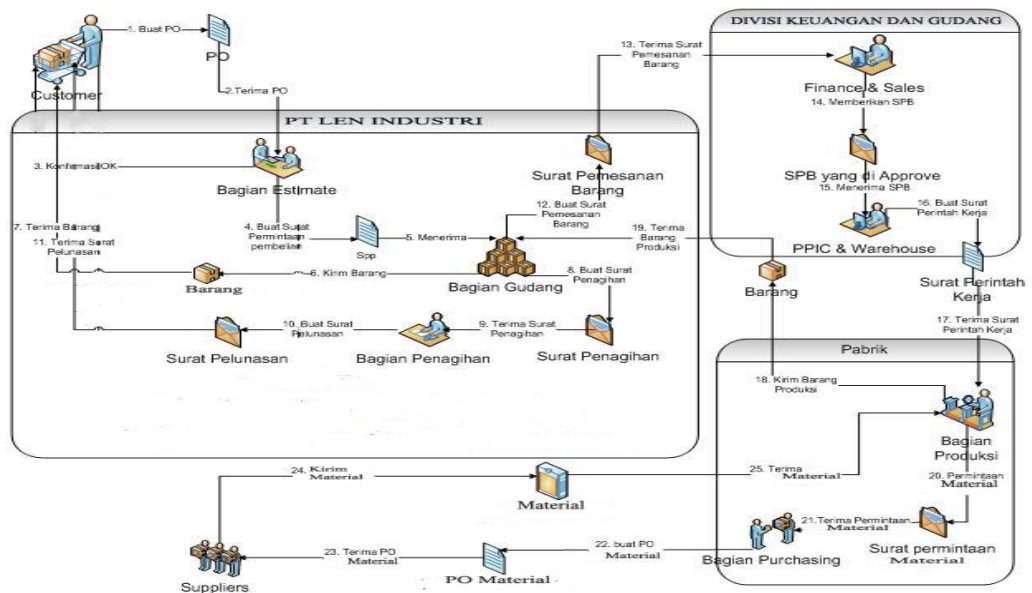 1. Buat PO
PO
Customer
2.Terima PO
13. Terima Surat
Pemesanan
Barang
DIVISI KEUANGAN DAN GUDANG
Finance & Sales
14. Memberikan SPB
SPB yang di Approve
15. Menerima SPB
16. Buat Surat
Perintah Kerja
PPIC & Warehouse
Surat Perintah
Kerja
17. Terima Surat
Perintah Kerja
PT LEN INDUSTRI
3. Konfirmasi OK
Bagian Estimate
Surat Pemesanan
Barang
4. Buat Surat
Permintaan
pembelian
Spp
5. Menerima
12. Buat Surat
Pemesanan
Barang
19. Terima
Barang
Produksi
7. Terima Barang
11. Terima Surat
Pelunasan
6. Kirim Barang
Barang
Bagian Gudang
8. Buat Surat
Penagihan
Barang
10. Buat Surat
Pelunasan
9. Terima Surat
Penagihan
Surat Pelunasan
Bagian Penagihan
Surat Penagihan
Pabrik
18. Kirim Barang
Produksi
Bagian
Produksi
20. Permintaan
Material
21.Terima Permintaan
Material
Surat permintaan
Material
Bagian Purchasing
24. Kirim
Material
Material
25. Terima
Material
22. buat PO
Material
23. Terima PO
Material
PO Material
Suppliers